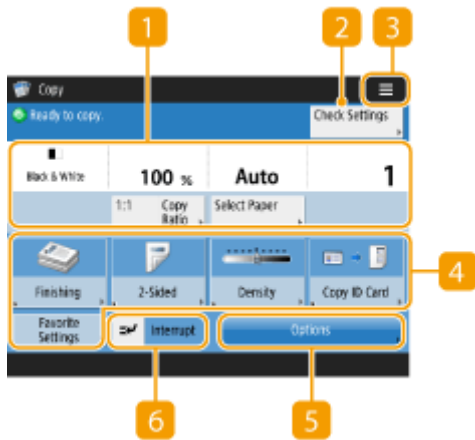 1
2
3
Copy
Ready to copy.
Check Settings
Black & White
100 %
Auto
1
1:1
Copy
Ratio
Select Paper
Finishing
2-Sided
Density
Copy ID Card
4
Favorite
Settings
Interrupt
Options
6
5